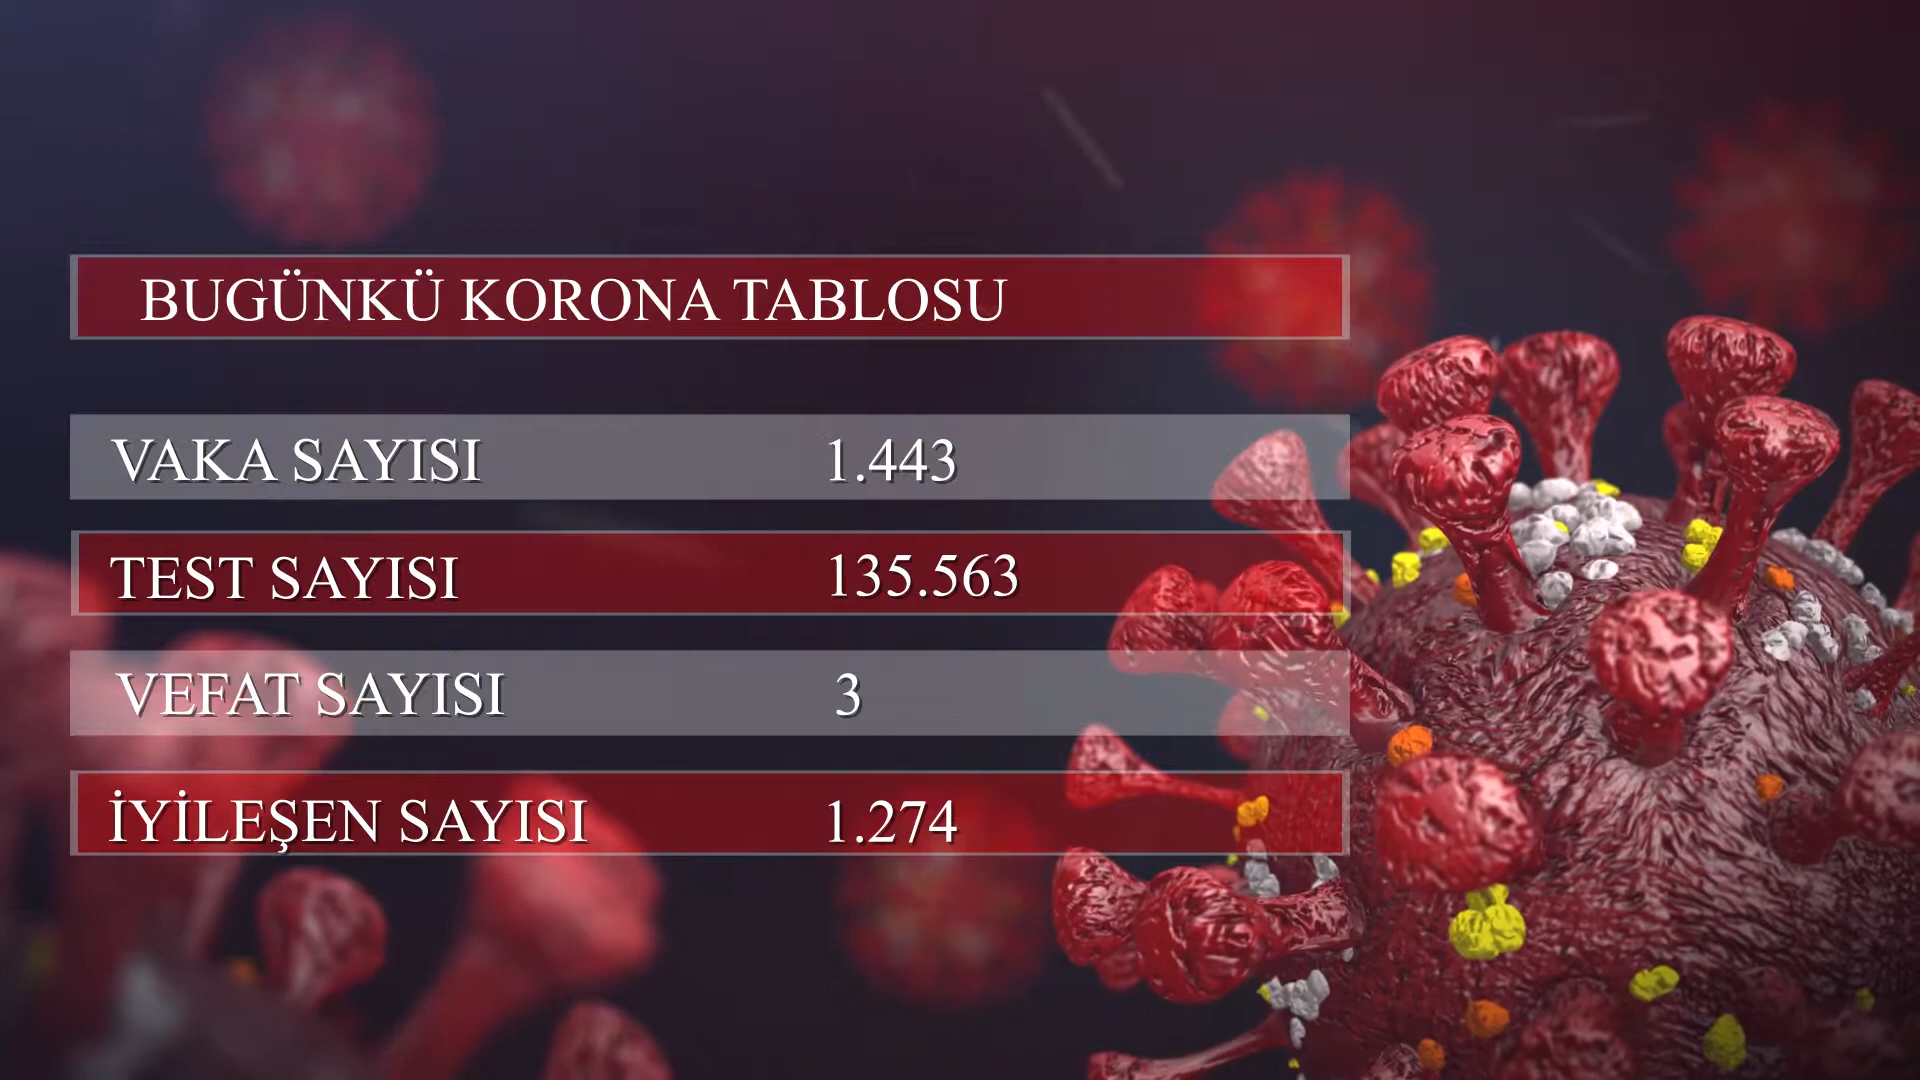 BUGÜNKÜ KORONA TABLOSU
VAKA SAYISI 1.443
TEST SAYISI 135.563
VEFAT SAYISI 3
İYİLEŞEN SAYISI 1.274